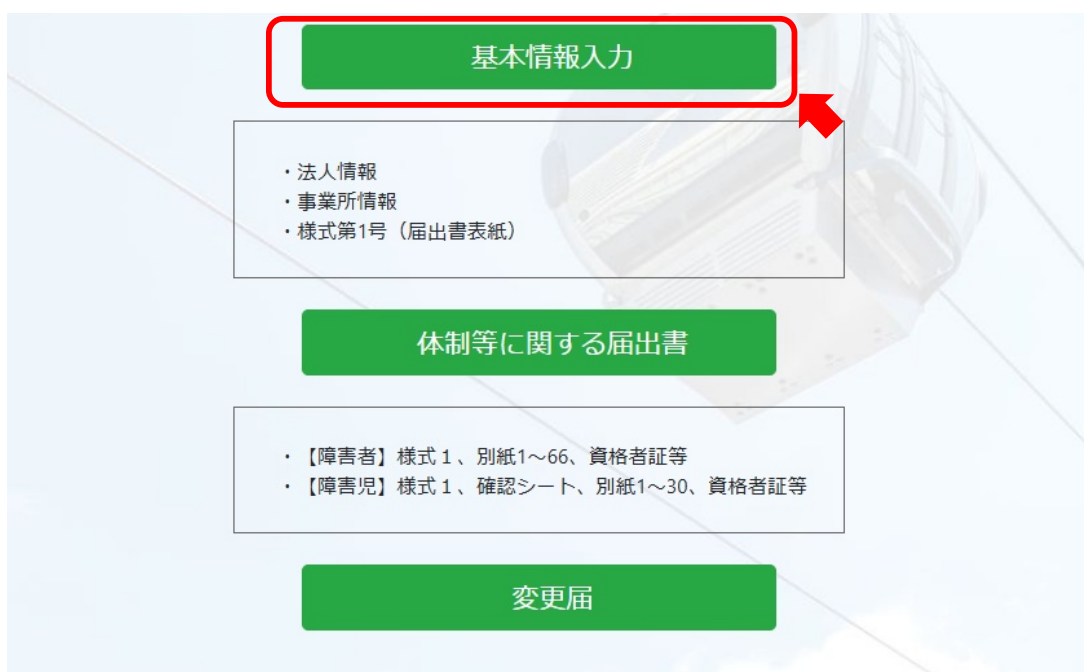 基本情報入力
・法人情報
・事業所情報
・様式第1号（届出書表紙）
体制等に関する届出書
・【障害者】様式１、別紙1～66、資格者証等
・【障害児】様式１、確認シート、別紙1～30、資格者証等
変更届